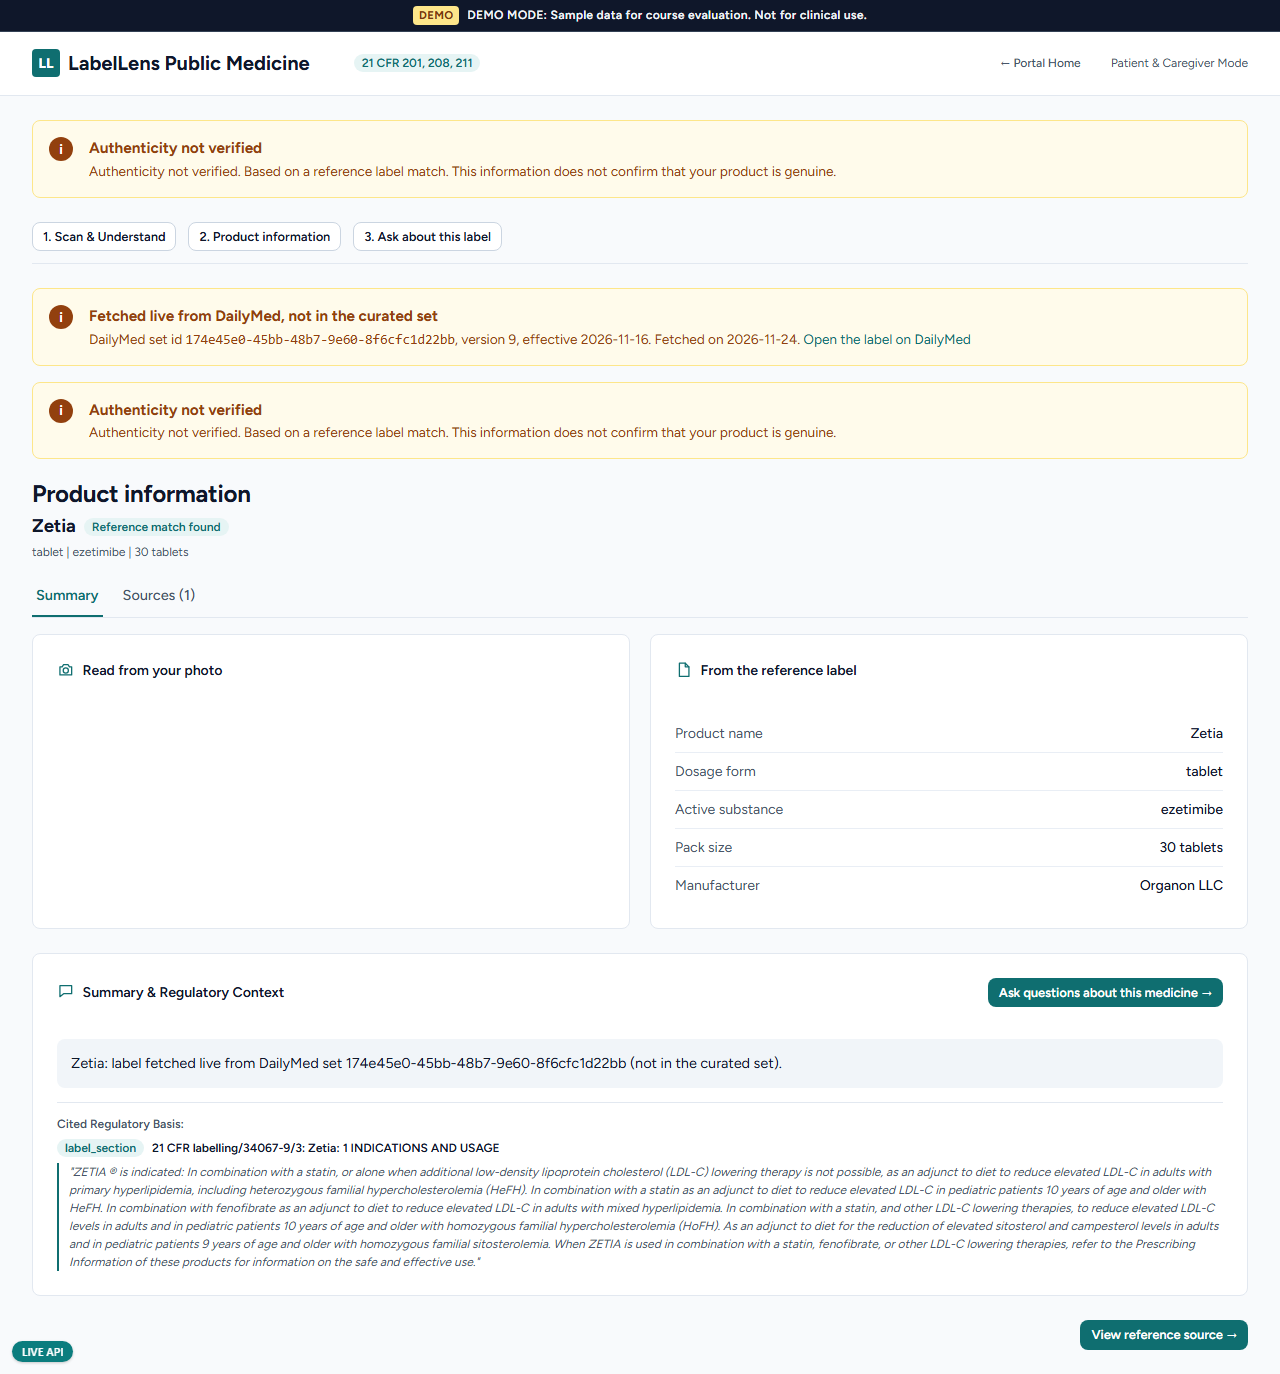 DEMO DEMO MODE: Sample data for course evaluation. Not for clinical use.
LL LabelLens Public Medicine 21 CFR 201, 208, 211 ← Portal Home Patient & Caregiver Mode
i Authenticity not verified
Authenticity not verified. Based on a reference label match. This information does not confirm that your product is genuine.
1. Scan & Understand 2. Product information 3. Ask about this label
i Fetched live from DailyMed, not in the curated set
DailyMed set id 174e45e0-45bb-48b7-9e60-8f6cfc1d22bb, version 9, effective 2026-11-16. Fetched on 2026-11-24. Open the label on DailyMed
i Authenticity not verified
Authenticity not verified. Based on a reference label match. This information does not confirm that your product is genuine.
Product information
Zetia Reference match found
tablet | ezetimibe | 30 tablets
Summary Sources (1)
Read from your photo
From the reference label
Product name Zetia
Dosage form tablet
Active substance ezetimibe
Pack size 30 tablets
Manufacturer Organon LLC
Summary & Regulatory Context Ask questions about this medicine →
Zetia: label fetched live from DailyMed set 174e45e0-45bb-48b7-9e60-8f6cfc1d22bb (not in the curated set).
Cited Regulatory Basis:
label_section 21 CFR labelling/34067-9/3: Zetia: 1 INDICATIONS AND USAGE
"ZETIA ® is indicated: In combination with a statin, or alone when additional low-density lipoprotein cholesterol (LDL-C) lowering therapy is not possible, as an adjunct to diet to reduce elevated LDL-C in adults with
primary hyperlipidemia, including heterozygous familial hypercholesterolemia (HeFH). In combination with a statin as an adjunct to diet to reduce elevated LDL-C in pediatric patients 10 years of age and older with
HeFH. In combination with fenofibrate as an adjunct to diet to reduce elevated LDL-C in adults with mixed hyperlipidemia. In combination with a statin, and other LDL-C lowering therapies, to reduce elevated LDL-C
levels in adults and in pediatric patients 10 years of age and older with homozygous familial hypercholesterolemia (HoFH). As an adjunct to diet for the reduction of elevated sitosterol and campesterol levels in adults
and in pediatric patients 9 years of age and older with homozygous familial sitosterolemia. When ZETIA is used in combination with a statin, fenofibrate, or other LDL-C lowering therapies, refer to the Prescribing
Information of these products for information on the safe and effective use."
View reference source →
LIVE API